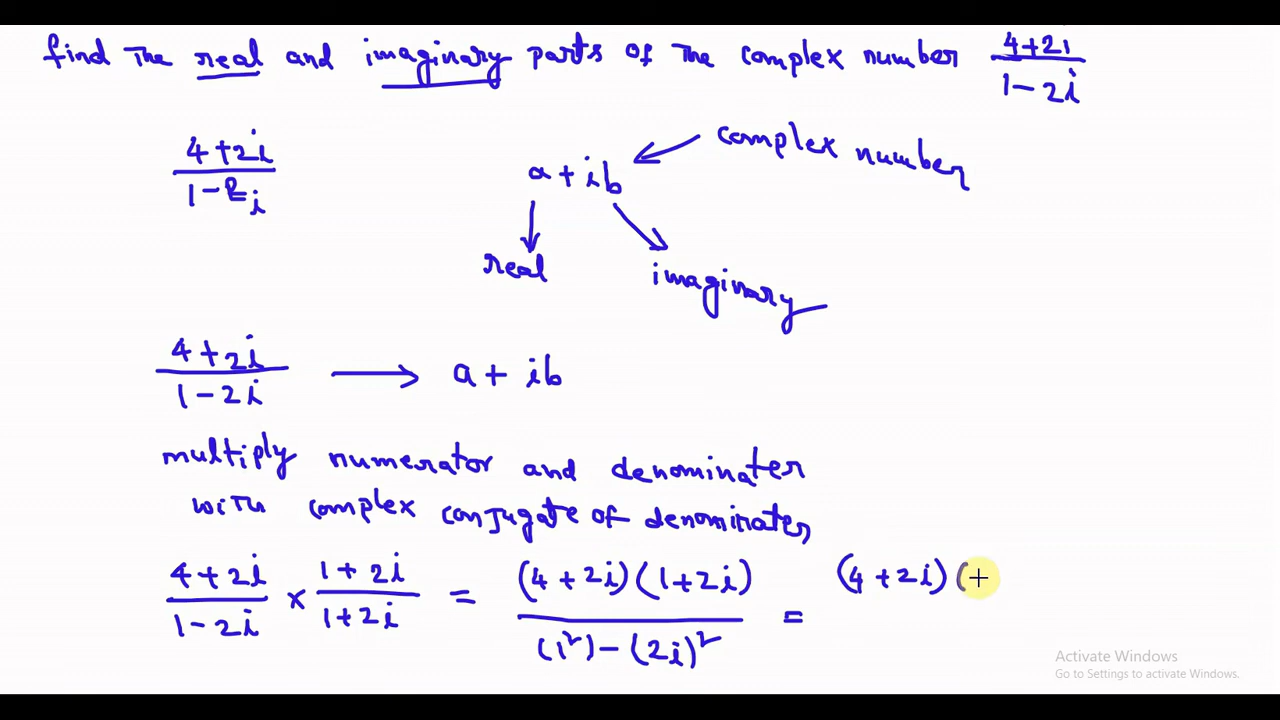 find the real and imaginary parts of the complex number 4+2i / 1-2i
4+2i / 1-2i
a+ib
complex number
real
imaginary
4+2i / 1-2i → a+ib
multiply numerator and denominater
with complex conjugate of denominater
4+2i / 1-2i × 1+2i / 1+2i = (4+2i)(1+2i) / (1²)-(2i)² = (4+2i)(
Activate Windows
Go to Settings to activate Windows.